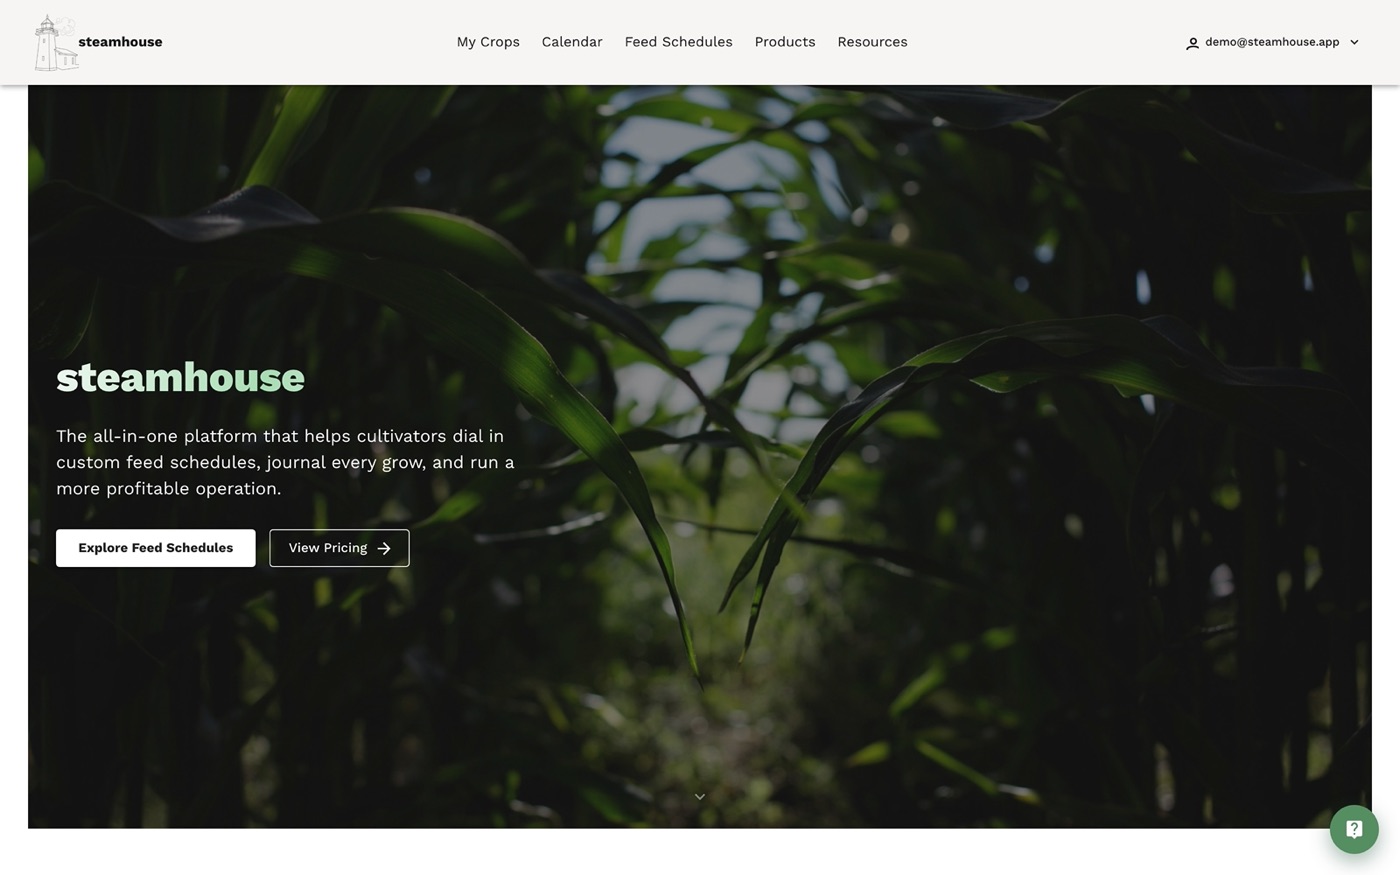 steamhouse
My Crops
Calendar
Feed Schedules
Products
Resources
demo@steamhouse.app
steamhouse
The all-in-one platform that helps cultivators dial in
custom feed schedules, journal every grow, and run a
more profitable operation.
Explore Feed Schedules
View Pricing